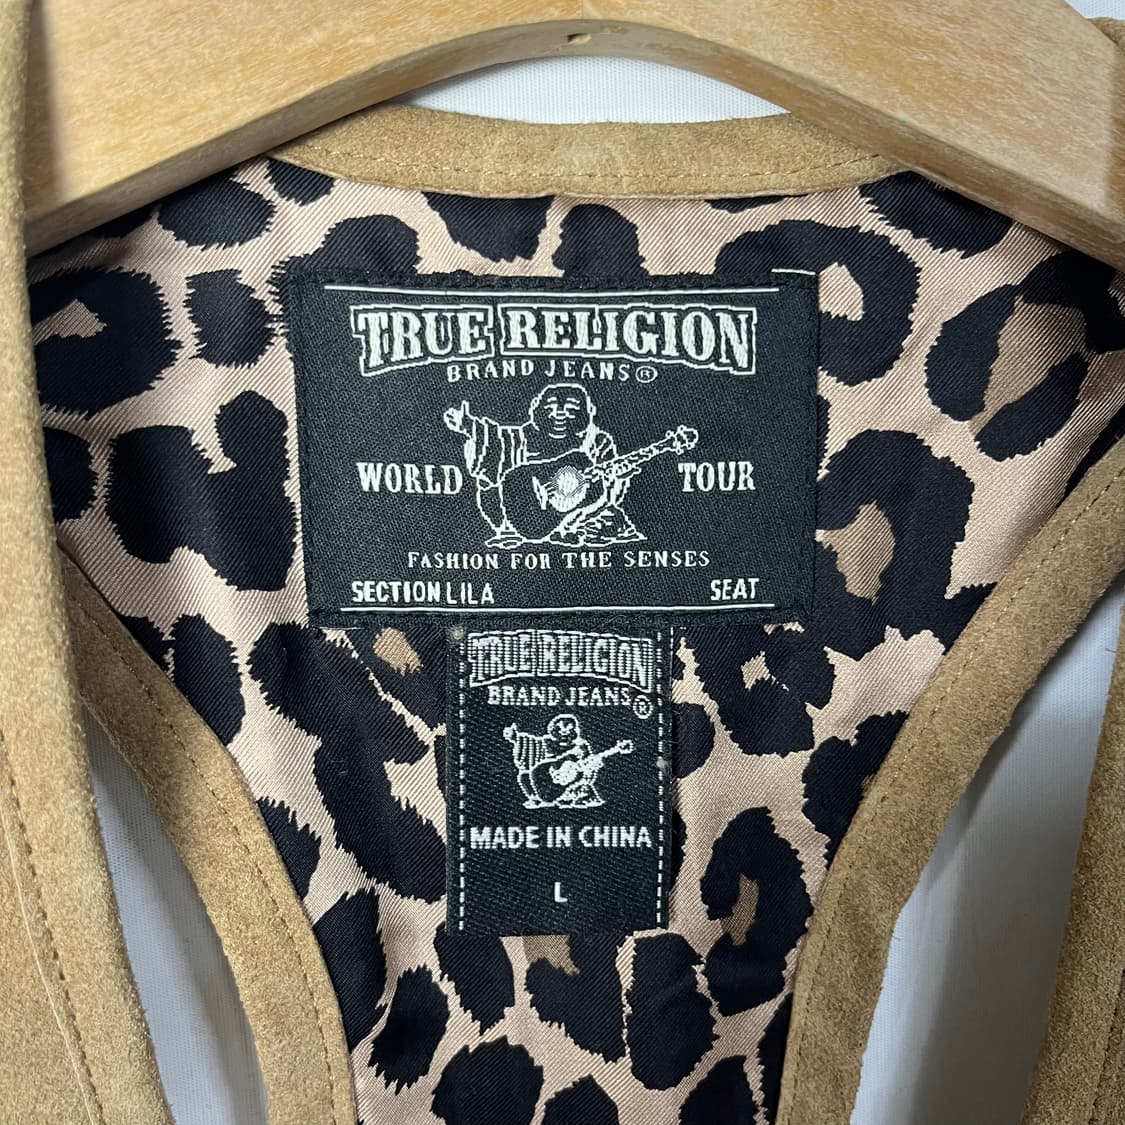 TRUE RELIGION
BRAND JEANS®
WORLD TOUR
FASHION FOR THE SENSES
SECTION LILA SEAT
TRUE RELIGION
BRAND JEANS®
MADE IN CHINA
L